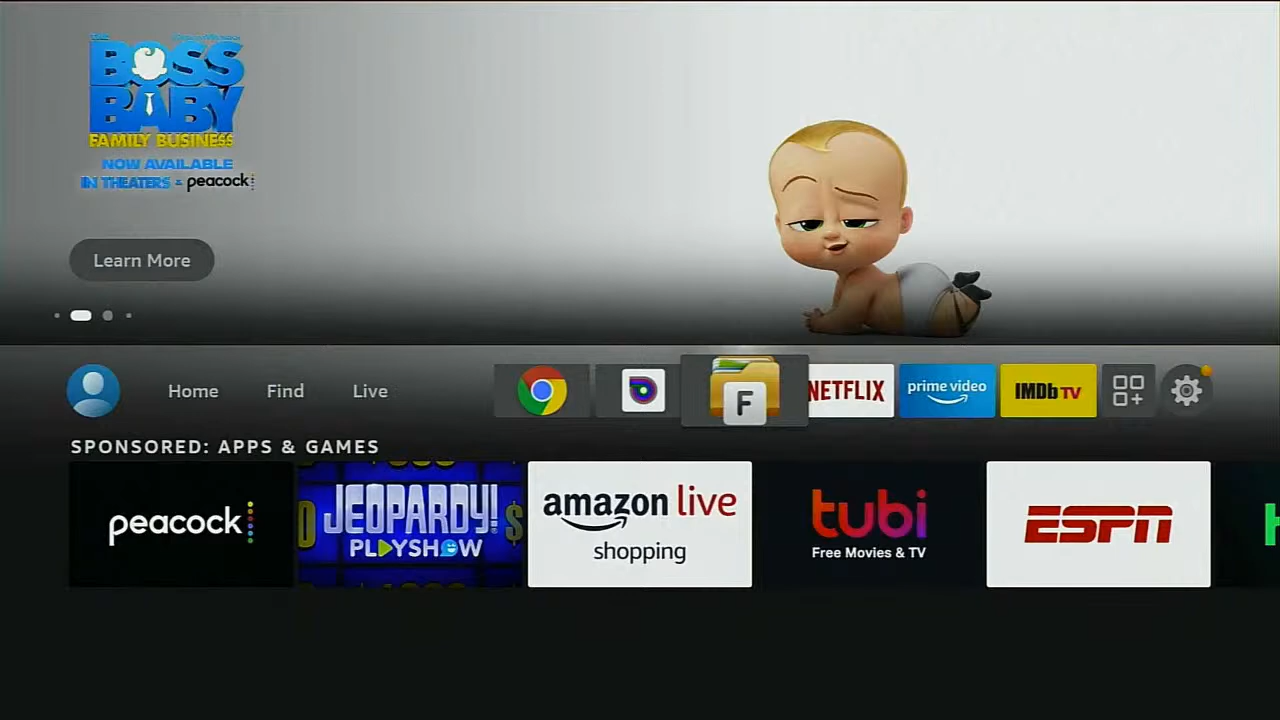 THE
BOSS
BABY
FAMILY BUSINESS
NOW AVAILABLE
IN THEATERS & peacock
Learn More
Home Find Live
F
NETFLIX
prime video
IMDb TV
SPONSORED: APPS & GAMES
peacock
JEOPARDY!
PLAYSHOW
amazon live
shopping
tubi
Free Movies & TV
ESPN